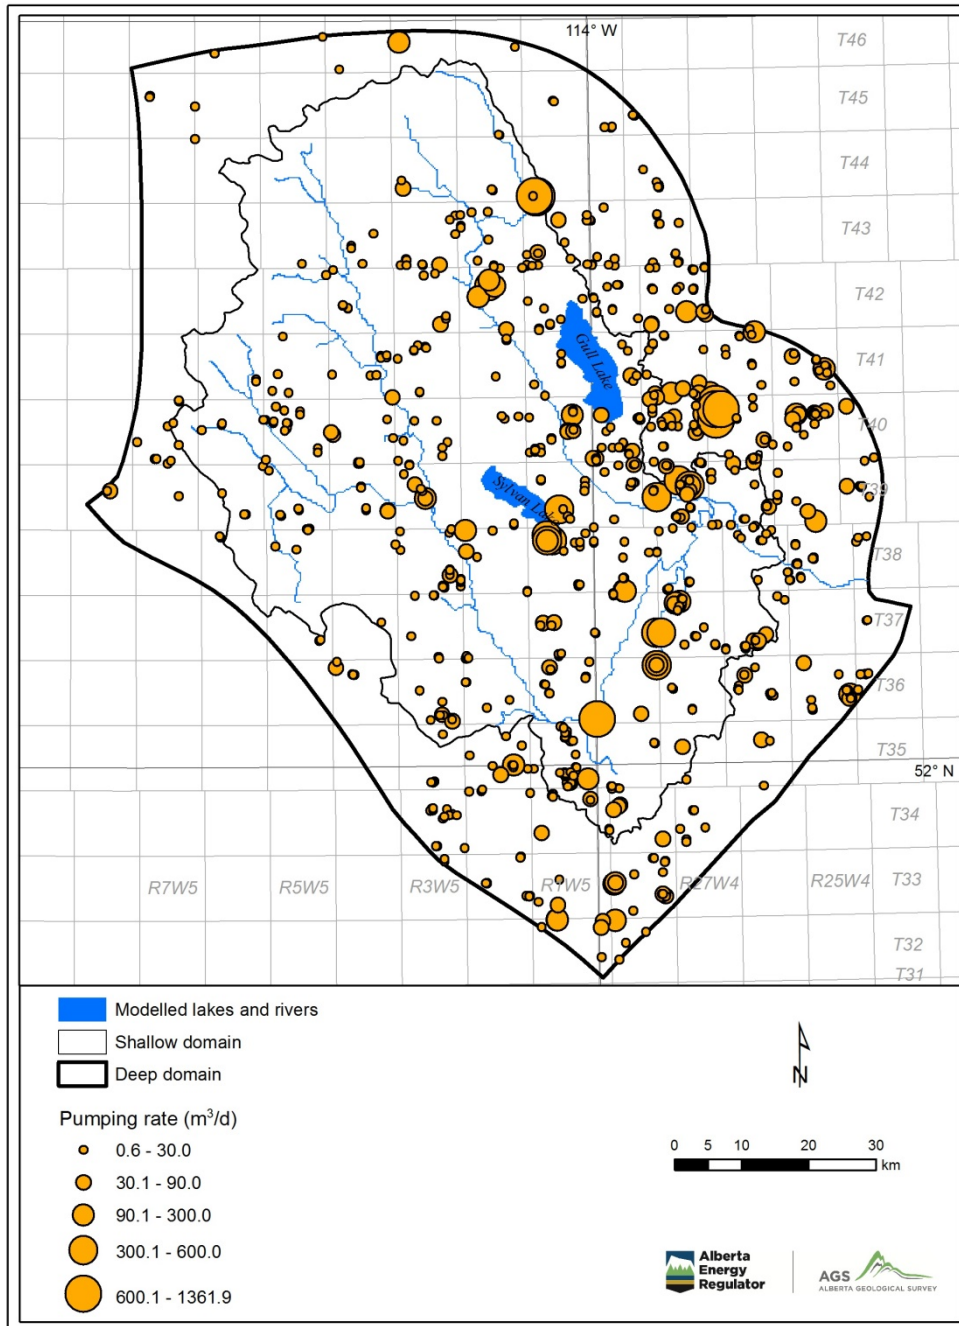 114° W
T46
T45
T44
T43
T42
T41
Gull Lake
T40
T39
Sylvan Lake
T38
T37
T36
T35
52° N
T34
R7W5 R5W5 R3W5 R1W5 R27W4 R25W4 T33
T32
T31
Modelled lakes and rivers
Shallow domain
Deep domain
Pumping rate (m³/d)
0.6 - 30.0
30.1 - 90.0
90.1 - 300.0
300.1 - 600.0
600.1 - 1361.9
N
0 5 10 20 30
km
Alberta
Energy
Regulator
AGS
ALBERTA GEOLOGICAL SURVEY